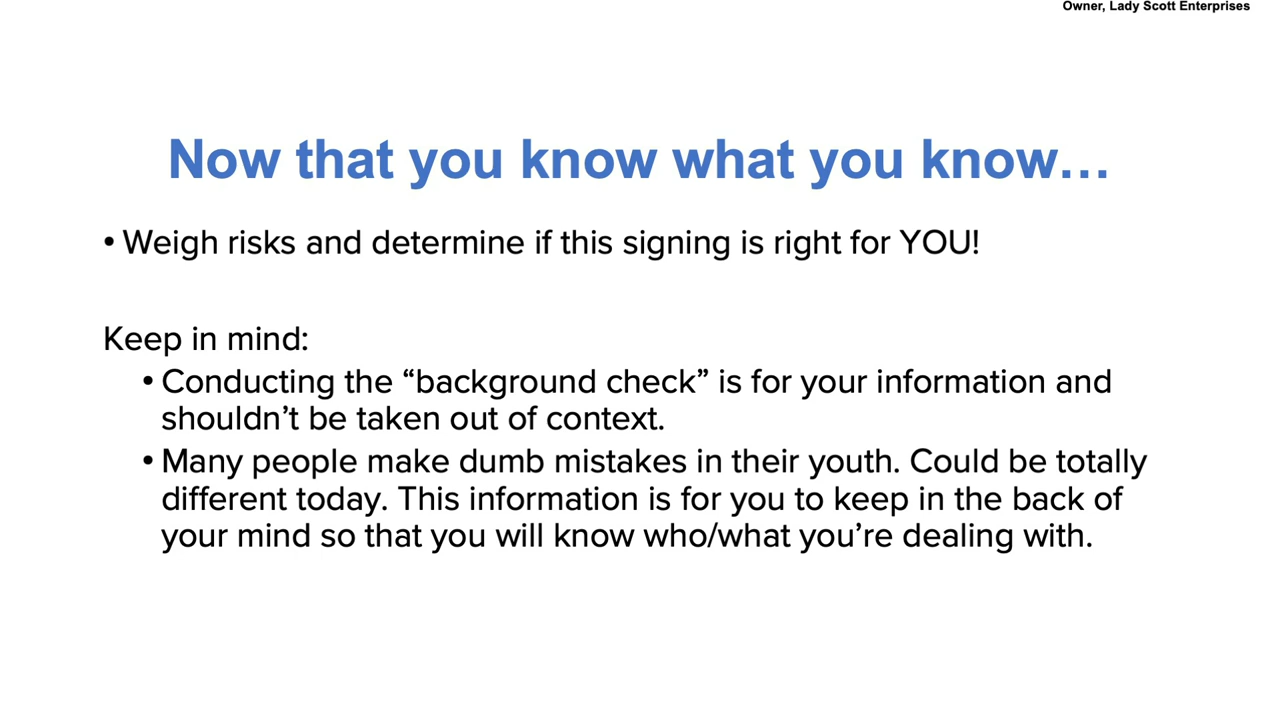 Owner, Lady Scott Enterprises
Now that you know what you know…
• Weigh risks and determine if this signing is right for YOU!
Keep in mind:
• Conducting the “background check” is for your information and
shouldn’t be taken out of context.
• Many people make dumb mistakes in their youth. Could be totally
different today. This information is for you to keep in the back of
your mind so that you will know who/what you’re dealing with.